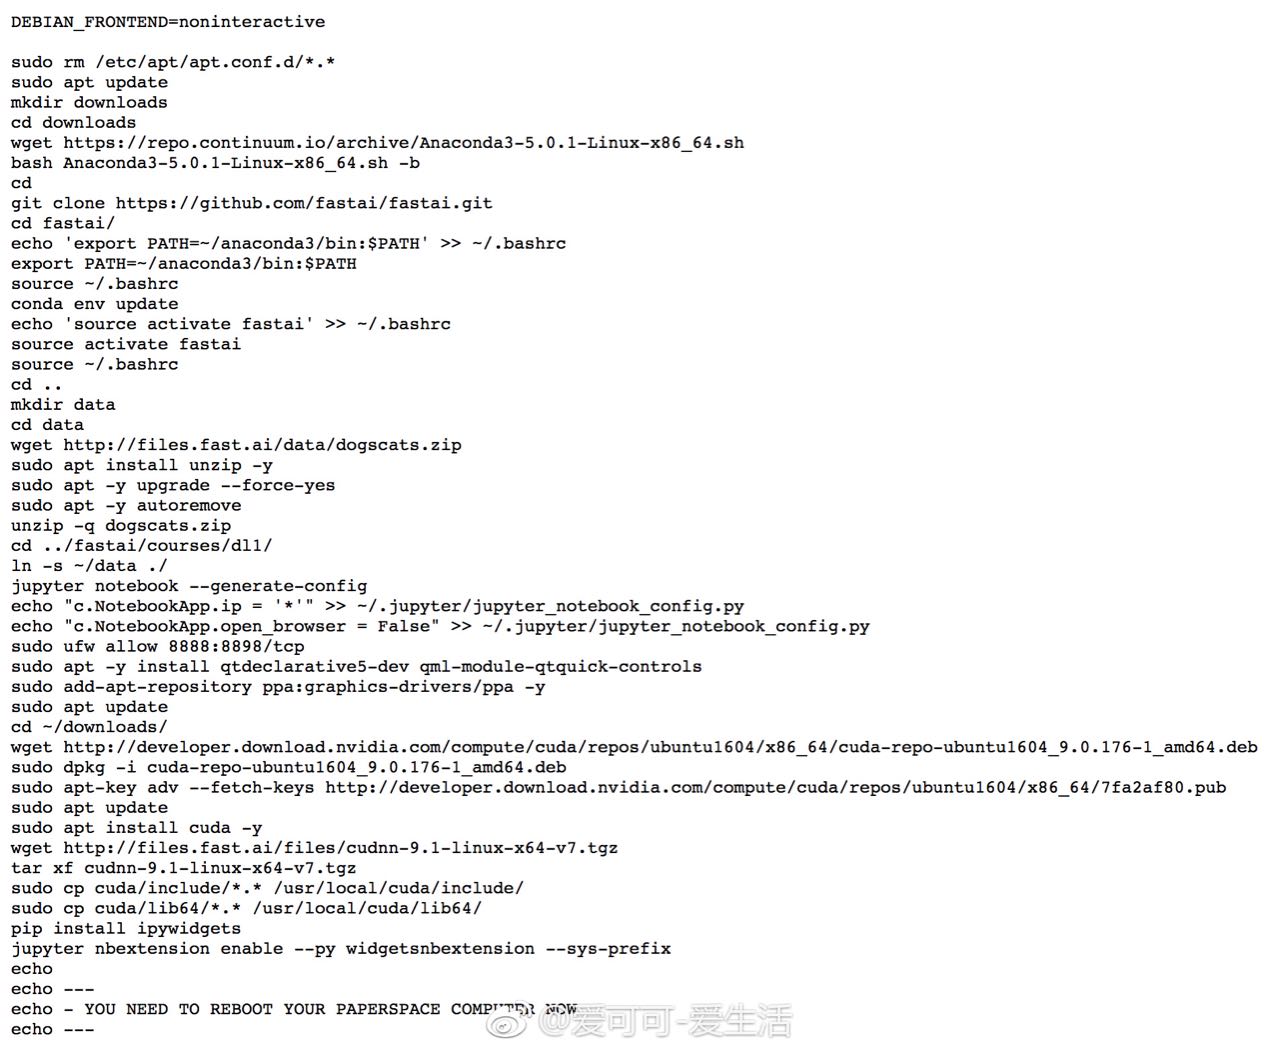 DEBIAN_FRONTEND=noninteractive
sudo rm /etc/apt/apt.conf.d/*.*
sudo apt update
mkdir downloads
cd downloads
wget https://repo.continuum.io/archive/Anaconda3-5.0.1-Linux-x86_64.sh
bash Anaconda3-5.0.1-Linux-x86_64.sh -b
cd
git clone https://github.com/fastai/fastai.git
cd fastai/
echo 'export PATH=~/anaconda3/bin:$PATH' >> ~/.bashrc
export PATH=~/anaconda3/bin:$PATH
source ~/.bashrc
conda env update
echo 'source activate fastai' >> ~/.bashrc
source activate fastai
source ~/.bashrc
cd ..
mkdir data
cd data
wget http://files.fast.ai/data/dogscats.zip
sudo apt install unzip -y
sudo apt -y upgrade --force-yes
sudo apt -y autoremove
unzip -q dogscats.zip
cd ../fastai/courses/dl1/
ln -s ~/data ./
jupyter notebook --generate-config
echo "c.NotebookApp.ip = '*'" >> ~/.jupyter/jupyter_notebook_config.py
echo "c.NotebookApp.open_browser = False" >> ~/.jupyter/jupyter_notebook_config.py
sudo ufw allow 8888:8898/tcp
sudo apt -y install qtdeclarative5-dev qml-module-qtquick-controls
sudo add-apt-repository ppa:graphics-drivers/ppa -y
sudo apt update
cd ~/downloads/
wget http://developer.download.nvidia.com/compute/cuda/repos/ubuntu1604/x86_64/cuda-repo-ubuntu1604_9.0.176-1_amd64.deb
sudo dpkg -i cuda-repo-ubuntu1604_9.0.176-1_amd64.deb
sudo apt-key adv --fetch-keys http://developer.download.nvidia.com/compute/cuda/repos/ubuntu1604/x86_64/7fa2af80.pub
sudo apt update
sudo apt install cuda -y
wget http://files.fast.ai/files/cudnn-9.1-linux-x64-v7.tgz
tar xf cudnn-9.1-linux-x64-v7.tgz
sudo cp cuda/include/*.* /usr/local/cuda/include/
sudo cp cuda/lib64/*.* /usr/local/cuda/lib64/
pip install ipywidgets
jupyter nbextension enable --py widgetsnbextension --sys-prefix
echo
echo ---
echo - YOU NEED TO REBOOT YOUR PAPERSPACE COMPUTER NOW
echo ---
@爱可可-爱生活